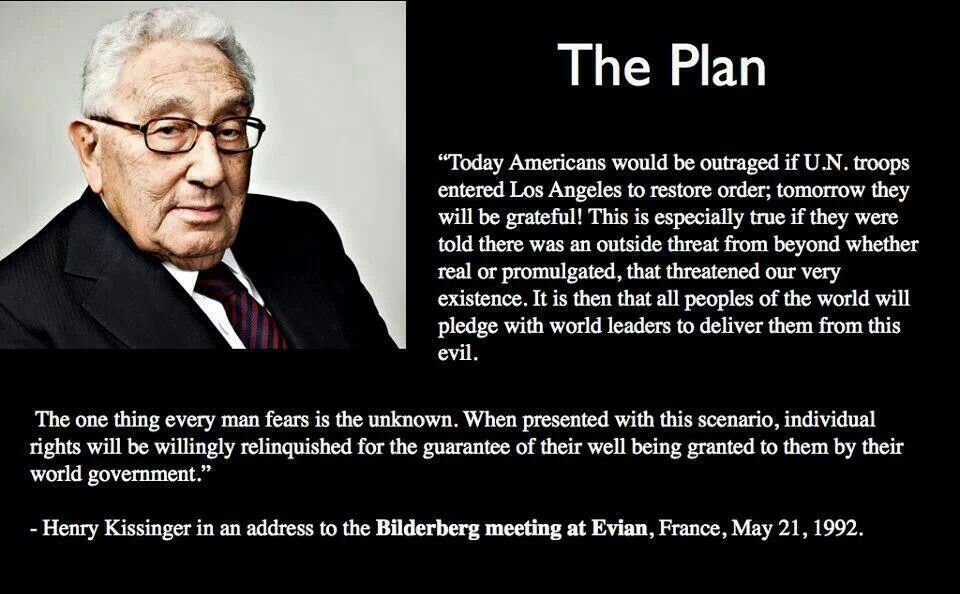 The Plan
“Today Americans would be outraged if U.N. troops
entered Los Angeles to restore order; tomorrow they
will be grateful! This is especially true if they were
told there was an outside threat from beyond whether
real or promulgated, that threatened our very
existence. It is then that all peoples of the world will
pledge with world leaders to deliver them from this
evil.
The one thing every man fears is the unknown. When presented with this scenario, individual
rights will be willingly relinquished for the guarantee of their well being granted to them by their
world government.”
- Henry Kissinger in an address to the Bilderberg meeting at Evian, France, May 21, 1992.